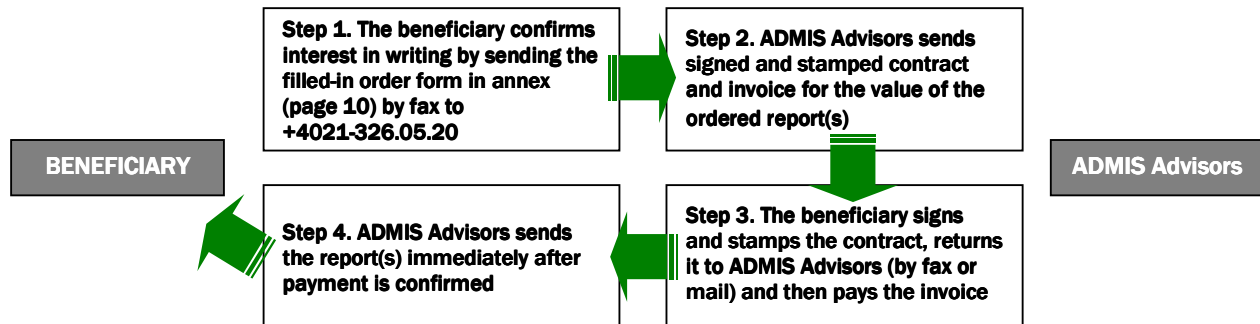 BENEFICIARY
Step 1. The beneficiary confirms
interest in writing by sending the
filled-in order form in annex
(page 10) by fax to
+4021-326.05.20
Step 2. ADMIS Advisors sends
signed and stamped contract
and invoice for the value of the
ordered report(s)
ADMIS Advisors
Step 3. The beneficiary signs
and stamps the contract, returns
it to ADMIS Advisors (by fax or
mail) and then pays the invoice
Step 4. ADMIS Advisors sends
the report(s) immediately after
payment is confirmed